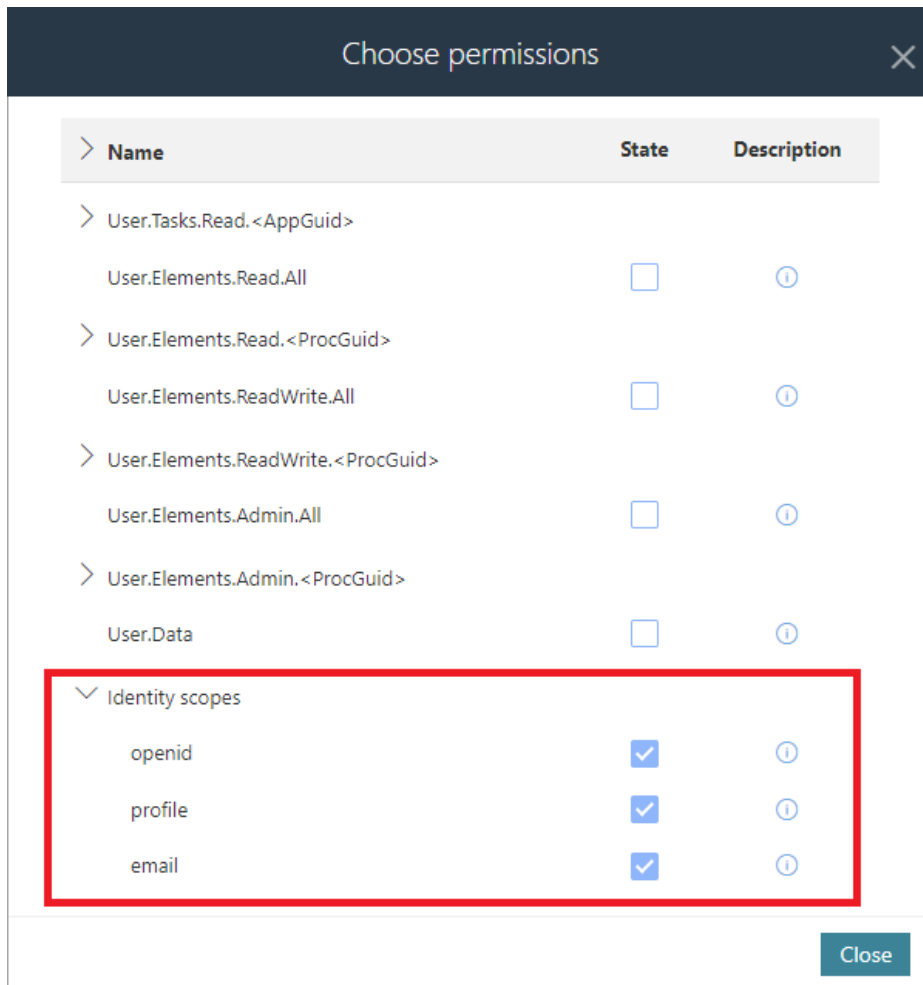 Choose permissions
Name State Description
User.Tasks.Read.<AppGuid>
User.Elements.Read.All
User.Elements.Read.<ProcGuid>
User.Elements.ReadWrite.All
User.Elements.ReadWrite.<ProcGuid>
User.Elements.Admin.All
User.Elements.Admin.<ProcGuid>
User.Data
Identity scopes
openid
profile
email
Close